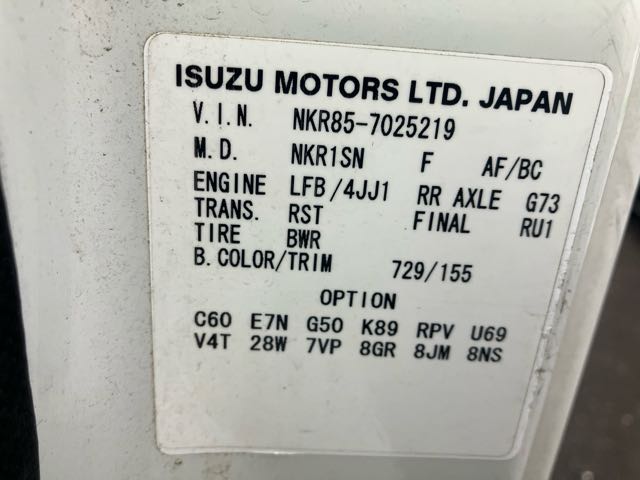 ISUZU MOTORS LTD. JAPAN
V.I.N. NKR85-7025219
M.D. NKR1SN F AF/BC
ENGINE LFB/4JJ1 RR AXLE G73
TRANS. RST FINAL RU1
TIRE BWR
B.COLOR/TRIM 729/155
OPTION
C60 E7N G50 K89 RPV U69
V4T 28W 7VP 8GR 8JM 8NS